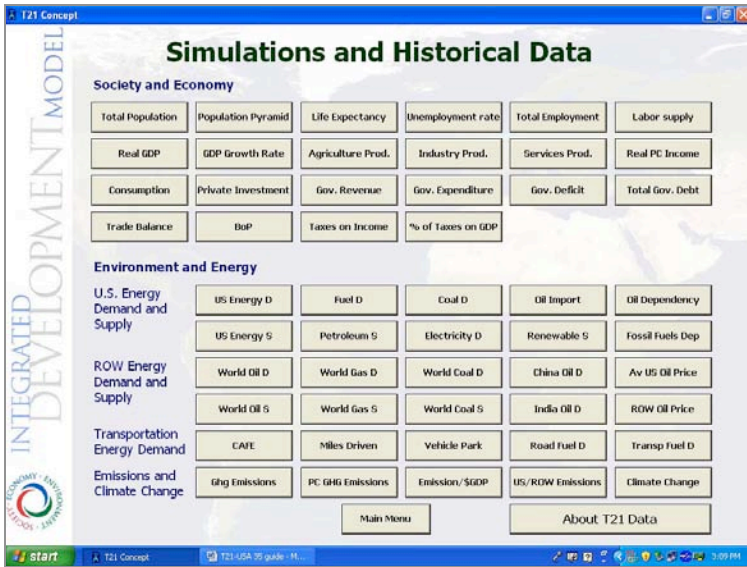 T21 Concept
INTEGRATED
DEVELOPMENT MODEL
Simulations and Historical Data
Society and Economy
Total Population Population Pyramid Life Expectancy Unemployment rate Total Employment Labor supply
Real GDP GDP Growth Rate Agriculture Prod. Industry Prod. Services Prod. Real PC Income
Consumption Private Investment Gov. Revenue Gov. Expenditure Gov. Deficit Total Gov. Debt
Trade Balance BoP Taxes on Income % of Taxes on GDP
Environment and Energy
U.S. Energy
Demand and
Supply
US Energy D Fuel D Coal D Oil Import Oil Dependency
US Energy S Petroleum S Electricity D Renewable S Fossil Fuels Dep
ROW Energy
Demand and
Supply
World Oil D World Gas D World Coal D China Oil D Av US Oil Price
World Oil S World Gas S World Coal S India Oil D ROW Oil Price
Transportation
Energy Demand
CAFE Miles Driven Vehicle Park Road Fuel D Transp Fuel D
Emissions and
Climate Change
Ghg Emissions PC GHG Emissions Emission/$GDP US/ROW Emissions Climate Change
Main Menu About T21 Data
SOCIETY - ECONOMY - ENVIRONMENT
start T21 Concept T21-USA 35 guide - M... 3:09 PM